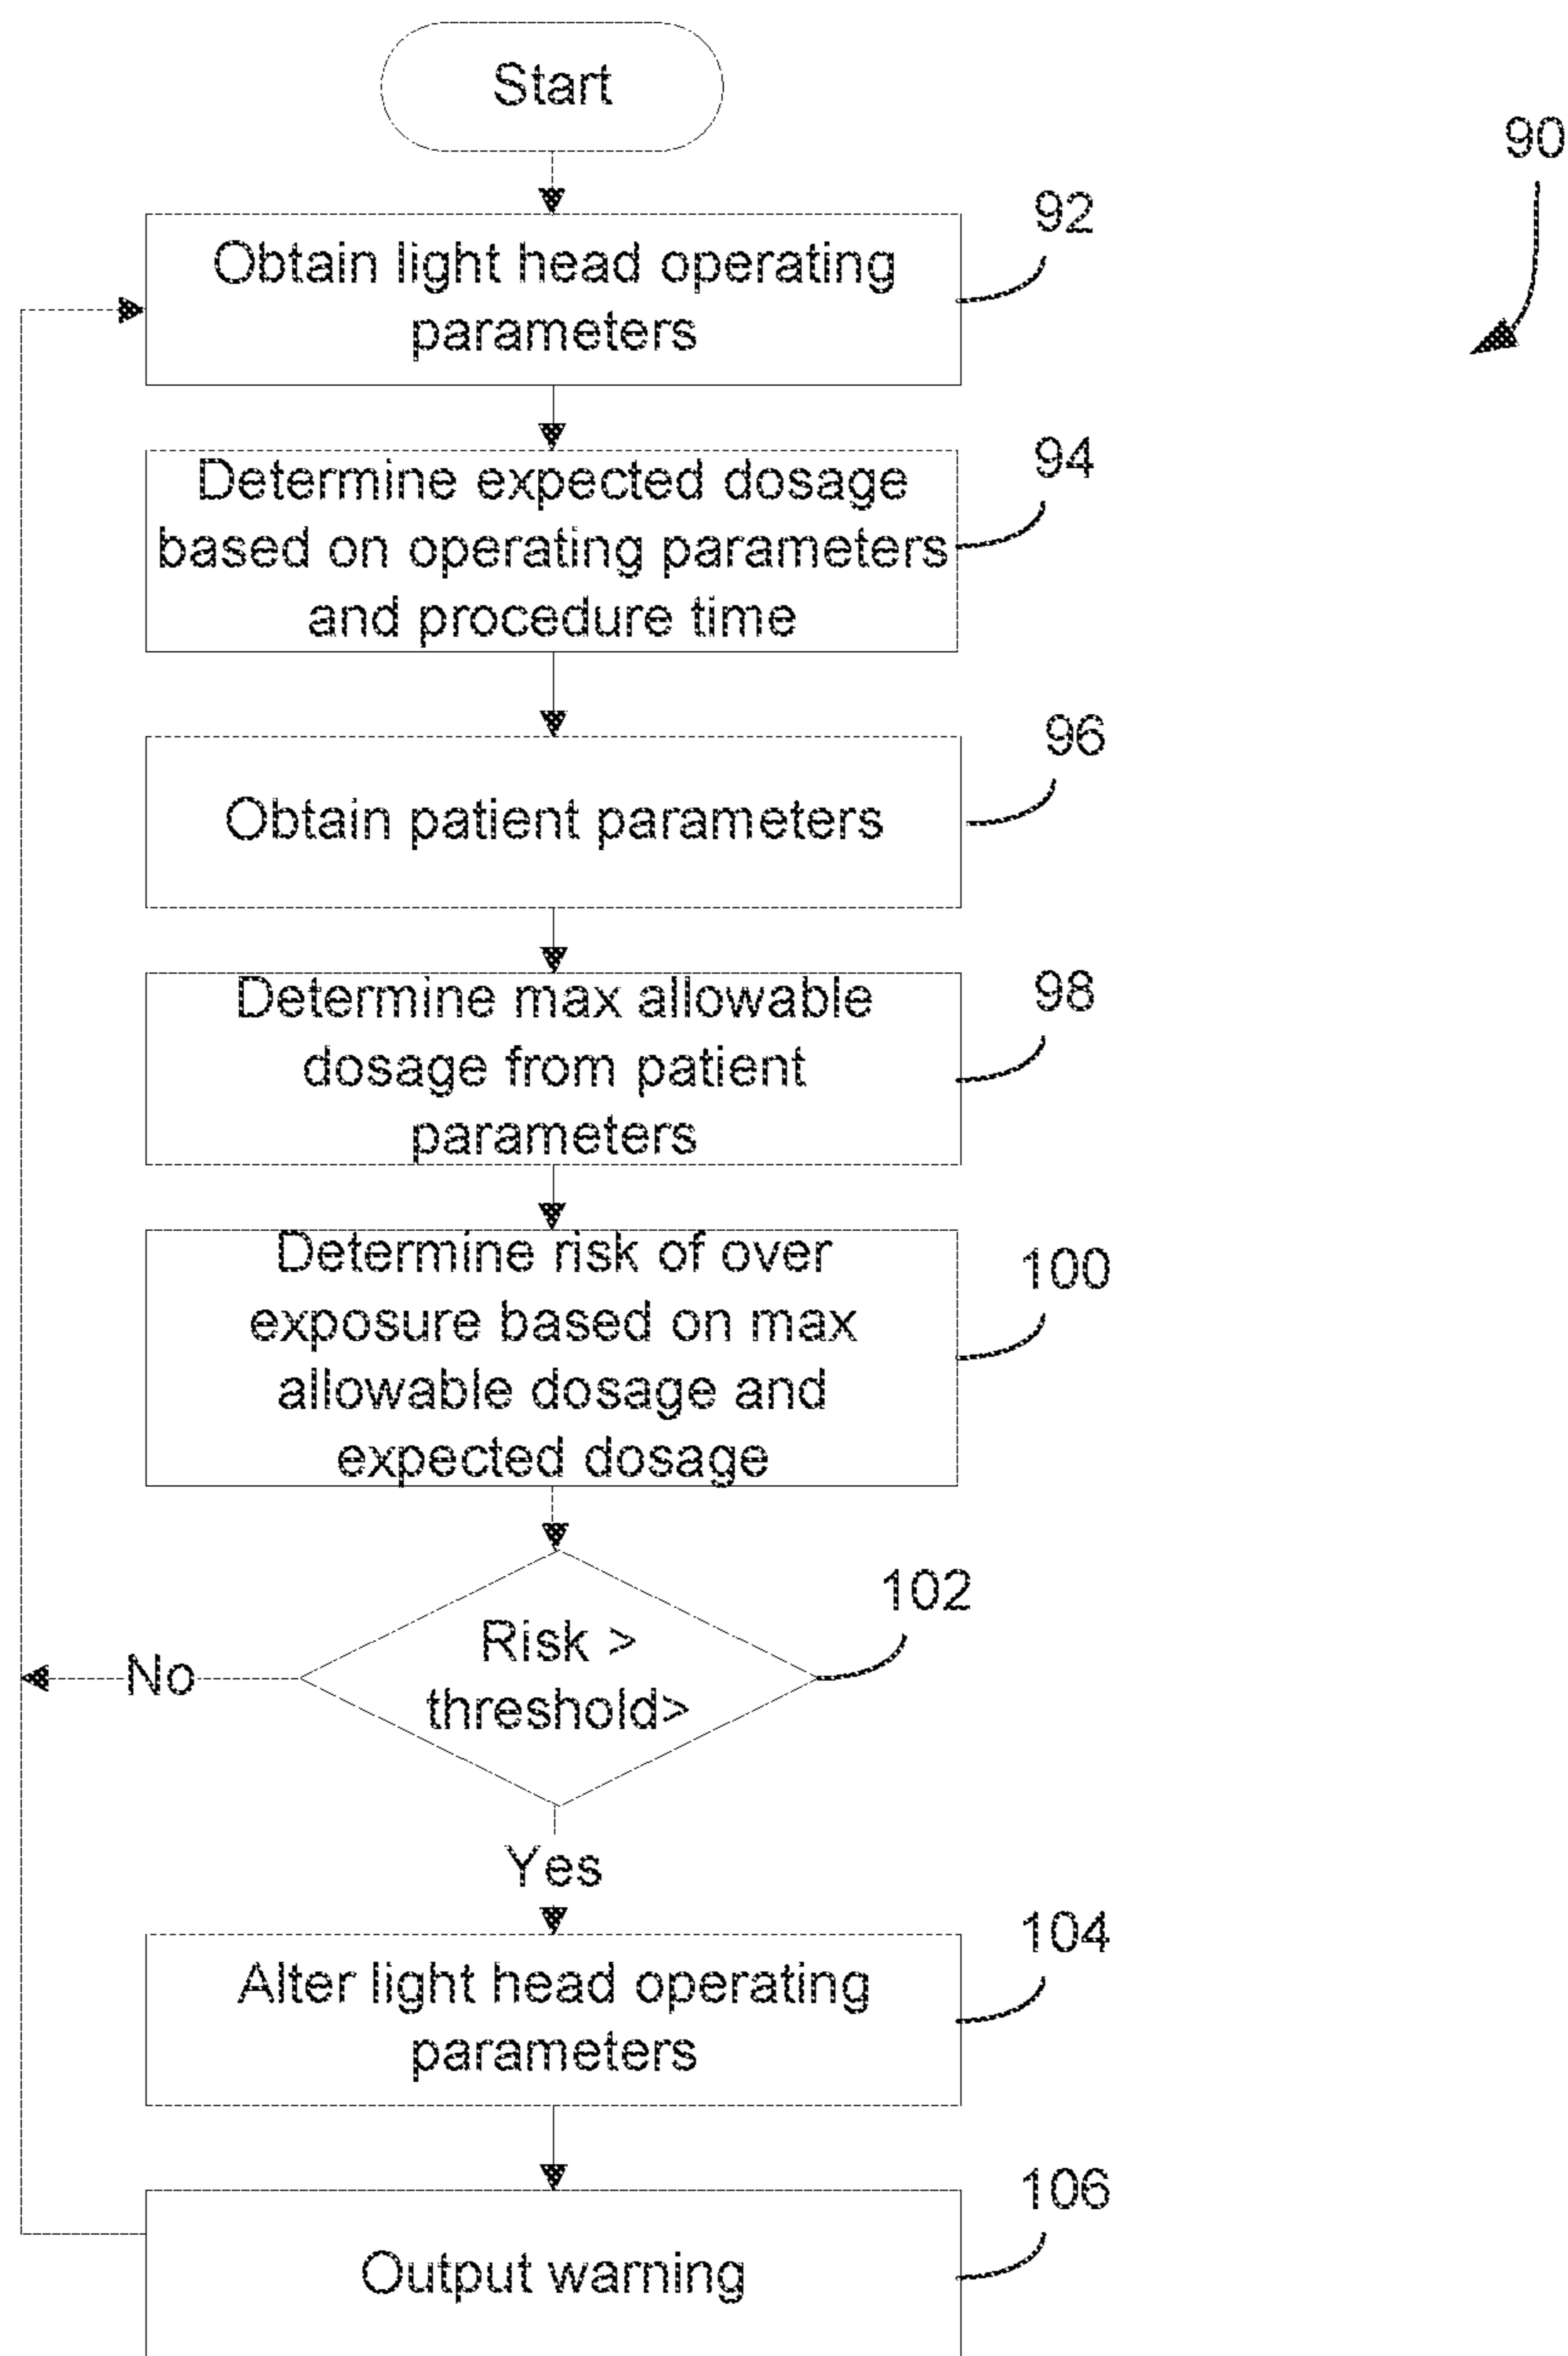 Start
90
92
Obtain light head operating
parameters
94
Determine expected dosage
based on operating parameters
and procedure time
96
Obtain patient parameters
98
Determine max allowable
dosage from patient
parameters
100
Determine risk of over
exposure based on max
allowable dosage and
expected dosage
102
Risk >
threshold>
No
Yes
104
Alter light head operating
parameters
106
Output warning